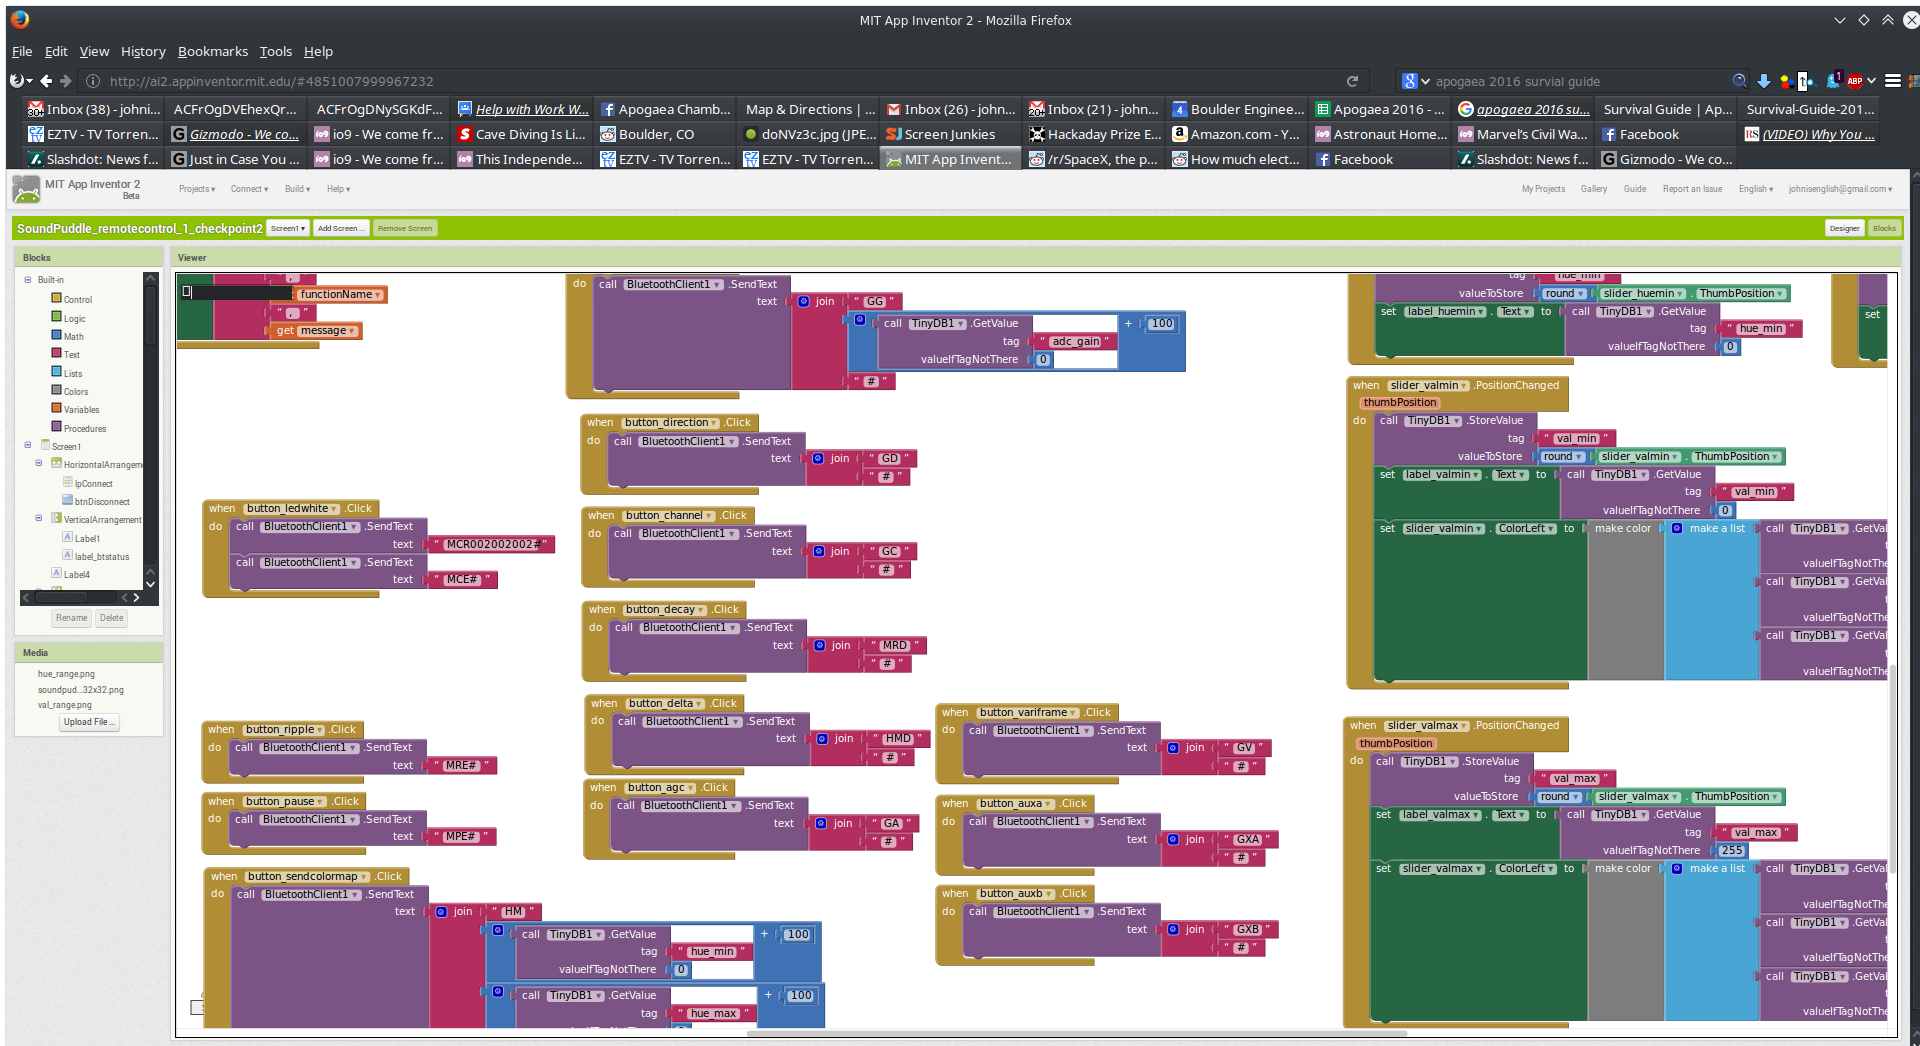 MIT App Inventor 2 - Mozilla Firefox
File Edit View History Bookmarks Tools Help
http://ai2.appinventor.mit.edu/#4851007999967232
apogaea 2016 survial guide
Inbox (38) - johni... ACFrOgDVEhexQr... ACFrOgDNySGKdF... Help with Work W... Apogaea Chamb... Map & Directions |... Inbox (26) - john... Inbox (21) - john... Boulder Enginee... Apogaea 2016 - ... apogaea 2016 su... Survival Guide | Ap... Survival-Guide-201...
EZTV - TV Torren... Gizmodo - We co... io9 - We come fr... Cave Diving Is Li... Boulder, CO doNVz3c.jpg (JPE... Screen Junkies Hackaday Prize E... Amazon.com - Y... Astronaut Home... Marvel's Civil Wa... Facebook (VIDEO) Why You ...
Slashdot: News f... Just in Case You ... io9 - We come fr... This Independe... EZTV - TV Torren... EZTV - TV Torren... MIT App Invent... /r/SpaceX, the p... How much elect... Facebook Slashdot: News f... Gizmodo - We co...
MIT App Inventor 2
Beta
Projects Connect Build Help
My Projects Gallery Guide Report an Issue English johnisenglish@gmail.com
SoundPuddle_remotecontrol_1_checkpoint2 Screen1 Add Screen ... Remove Screen Designer Blocks
Blocks
Built-in
Control
Logic
Math
Text
Lists
Colors
Variables
Procedures
Screen1
HorizontalArrangem
lpConnect
btnDisconnect
VerticalArrangement
Label1
label_btstatus
Label4
Rename Delete
Media
hue_range.png
soundpud...32x32.png
val_range.png
Upload File ...
Viewer
" , "
functionName
" , "
get message
when button_ledwhite .Click
do call BluetoothClient1 .SendText
text " MCR002002002# "
call BluetoothClient1 .SendText
text " MCE# "
when button_ripple .Click
do call BluetoothClient1 .SendText
text " MRE# "
when button_pause .Click
do call BluetoothClient1 .SendText
text " MPE# "
when button_sendcolormap .Click
do call BluetoothClient1 .SendText
text join " HM "
call TinyDB1 .GetValue + 100
tag " hue_min "
valueIfTagNotThere 0
call TinyDB1 .GetValue + 100
tag " hue_max "
do call BluetoothClient1 .SendText
text join " GG "
call TinyDB1 .GetValue + 100
tag " adc_gain "
valueIfTagNotThere 0
" # "
when button_direction .Click
do call BluetoothClient1 .SendText
text join " GD "
" # "
when button_channel .Click
do call BluetoothClient1 .SendText
text join " GC "
" # "
when button_decay .Click
do call BluetoothClient1 .SendText
text join " MRD "
" # "
when button_delta .Click
do call BluetoothClient1 .SendText
text join " HMD "
" # "
when button_agc .Click
do call BluetoothClient1 .SendText
text join " GA "
" # "
when button_variframe .Click
do call BluetoothClient1 .SendText
text join " GV "
" # "
when button_auxa .Click
do call BluetoothClient1 .SendText
text join " GXA "
" # "
when button_auxb .Click
do call BluetoothClient1 .SendText
text join " GXB "
" # "
tag " hue_min "
valueToStore round slider_huemin . ThumbPosition
set label_huemin . Text to call TinyDB1 .GetValue
tag " hue_min "
valueIfTagNotThere 0
set
when slider_valmin .PositionChanged
thumbPosition
do call TinyDB1 .StoreValue
tag " val_min "
valueToStore round slider_valmin . ThumbPosition
set label_valmin . Text to call TinyDB1 .GetValue
tag " val_min "
valueIfTagNotThere 0
set slider_valmin . ColorLeft to make color make a list call TinyDB1 .GetVal
valueIfTagNotThe
call TinyDB1 .GetVal
valueIfTagNotThe
call TinyDB1 .GetVal
valueIfTagNotThe
when slider_valmax .PositionChanged
thumbPosition
do call TinyDB1 .StoreValue
tag " val_max "
valueToStore round slider_valmax . ThumbPosition
set label_valmax . Text to call TinyDB1 .GetValue
tag " val_max "
valueIfTagNotThere 255
set slider_valmax . ColorLeft to make color make a list call TinyDB1 .GetVal
valueIfTagNotThe
call TinyDB1 .GetVal
valueIfTagNotThe
call TinyDB1 .GetVal
valueIfTagNotThe